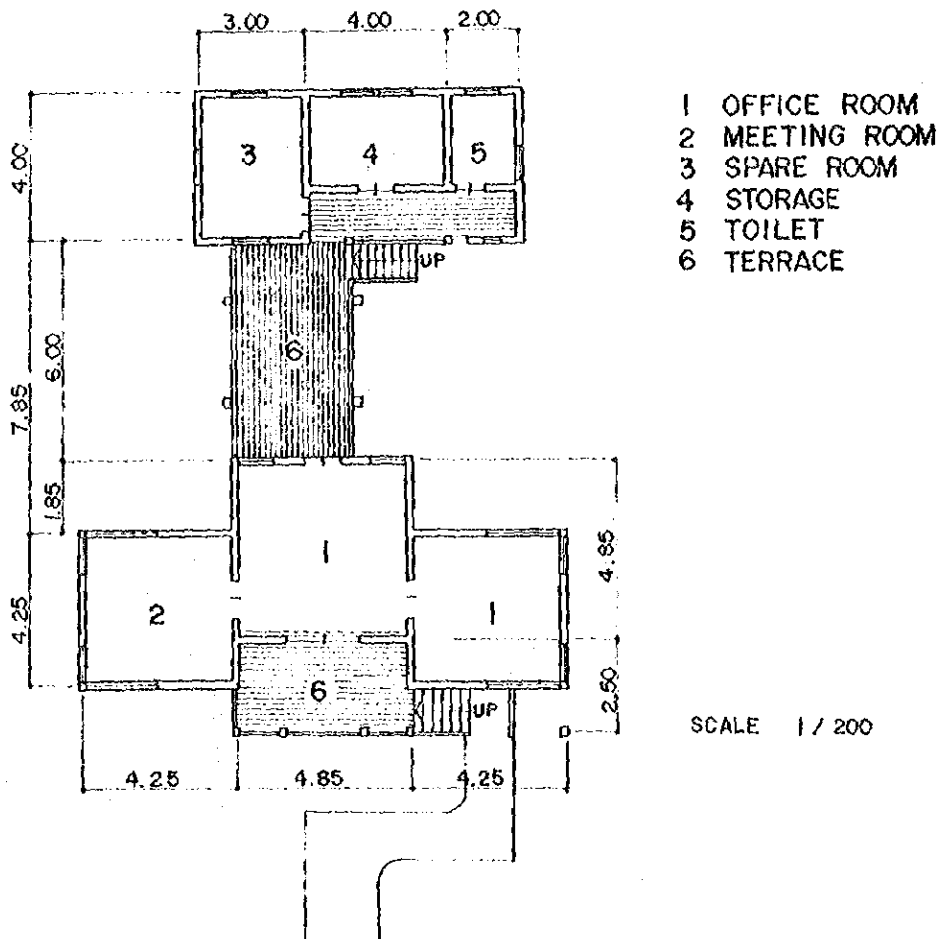 3.00
4.00
2.00
1 OFFICE ROOM
2 MEETING ROOM
3 SPARE ROOM
4 STORAGE
5 TOILET
6 TERRACE
4.00
3
4
5
UP
6.00
7.85
6
1.85
4.85
1
4.25
2
1
2.50
6
UP
SCALE 1/200
4.25
4.85
4.25